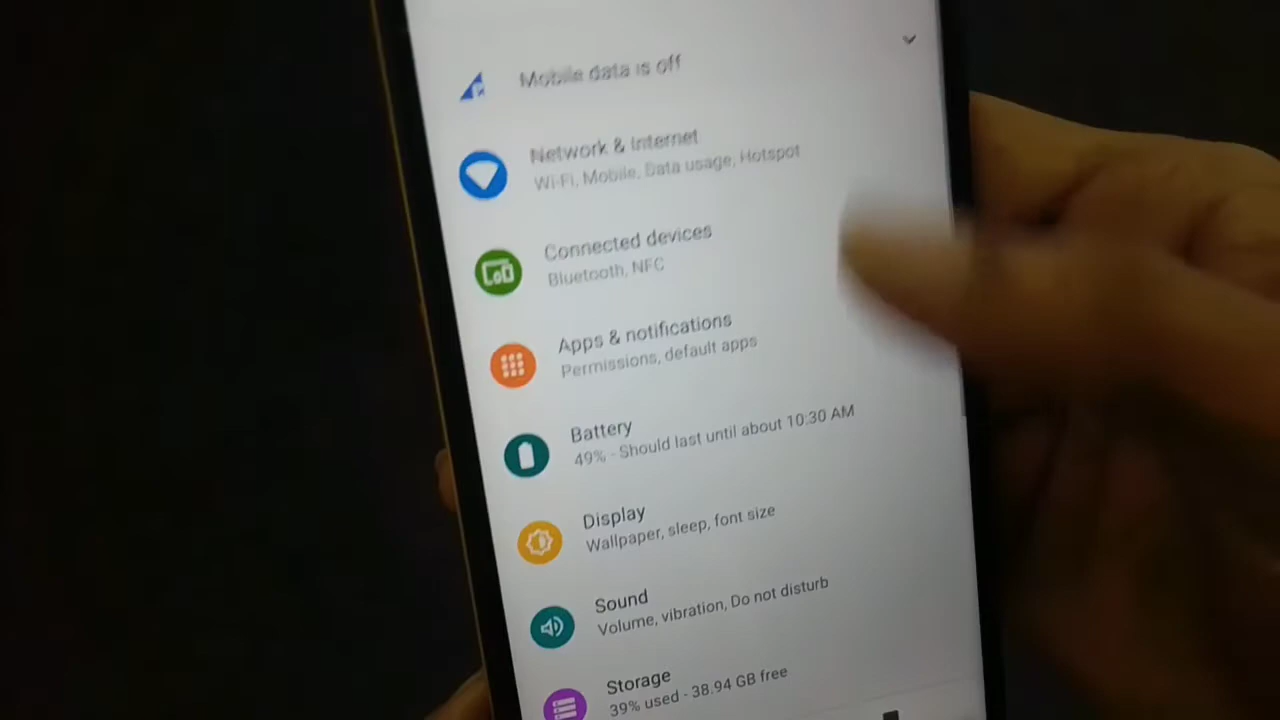 Mobile data is off
Network & Internet
Wi-Fi, Mobile, Data usage, Hotspot
Connected devices
Bluetooth, NFC
Apps & notifications
Permissions, default apps
Battery
49% - Should last until about 10:30 AM
Display
Wallpaper, sleep, font size
Sound
Volume, vibration, Do not disturb
Storage
39% used - 38.94 GB free